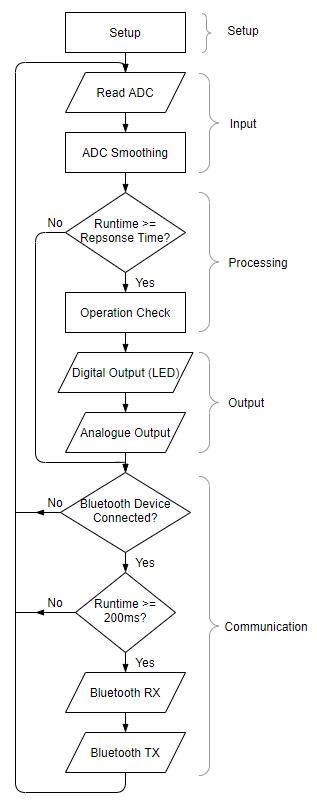 Setup
Setup
Read ADC
Input
ADC Smoothing
No
Runtime >=
Repsonse Time?
Yes
Processing
Operation Check
Digital Output (LED)
Output
Analogue Output
No
Bluetooth Device
Connected?
Yes
No
Runtime >=
200ms?
Communication
Yes
Bluetooth RX
Bluetooth TX